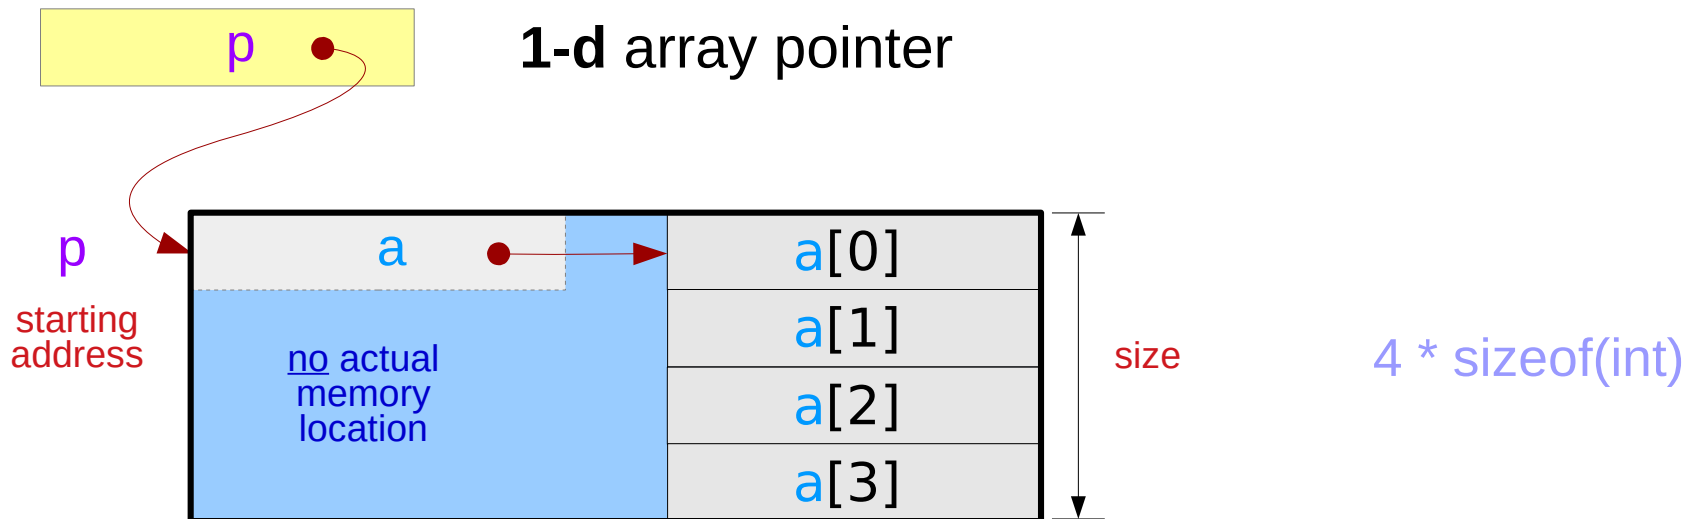 p
1-d array pointer
p
a
a[0]
starting
address
no actual
memory
location
a[1]
a[2]
a[3]
size
4 * sizeof(int)